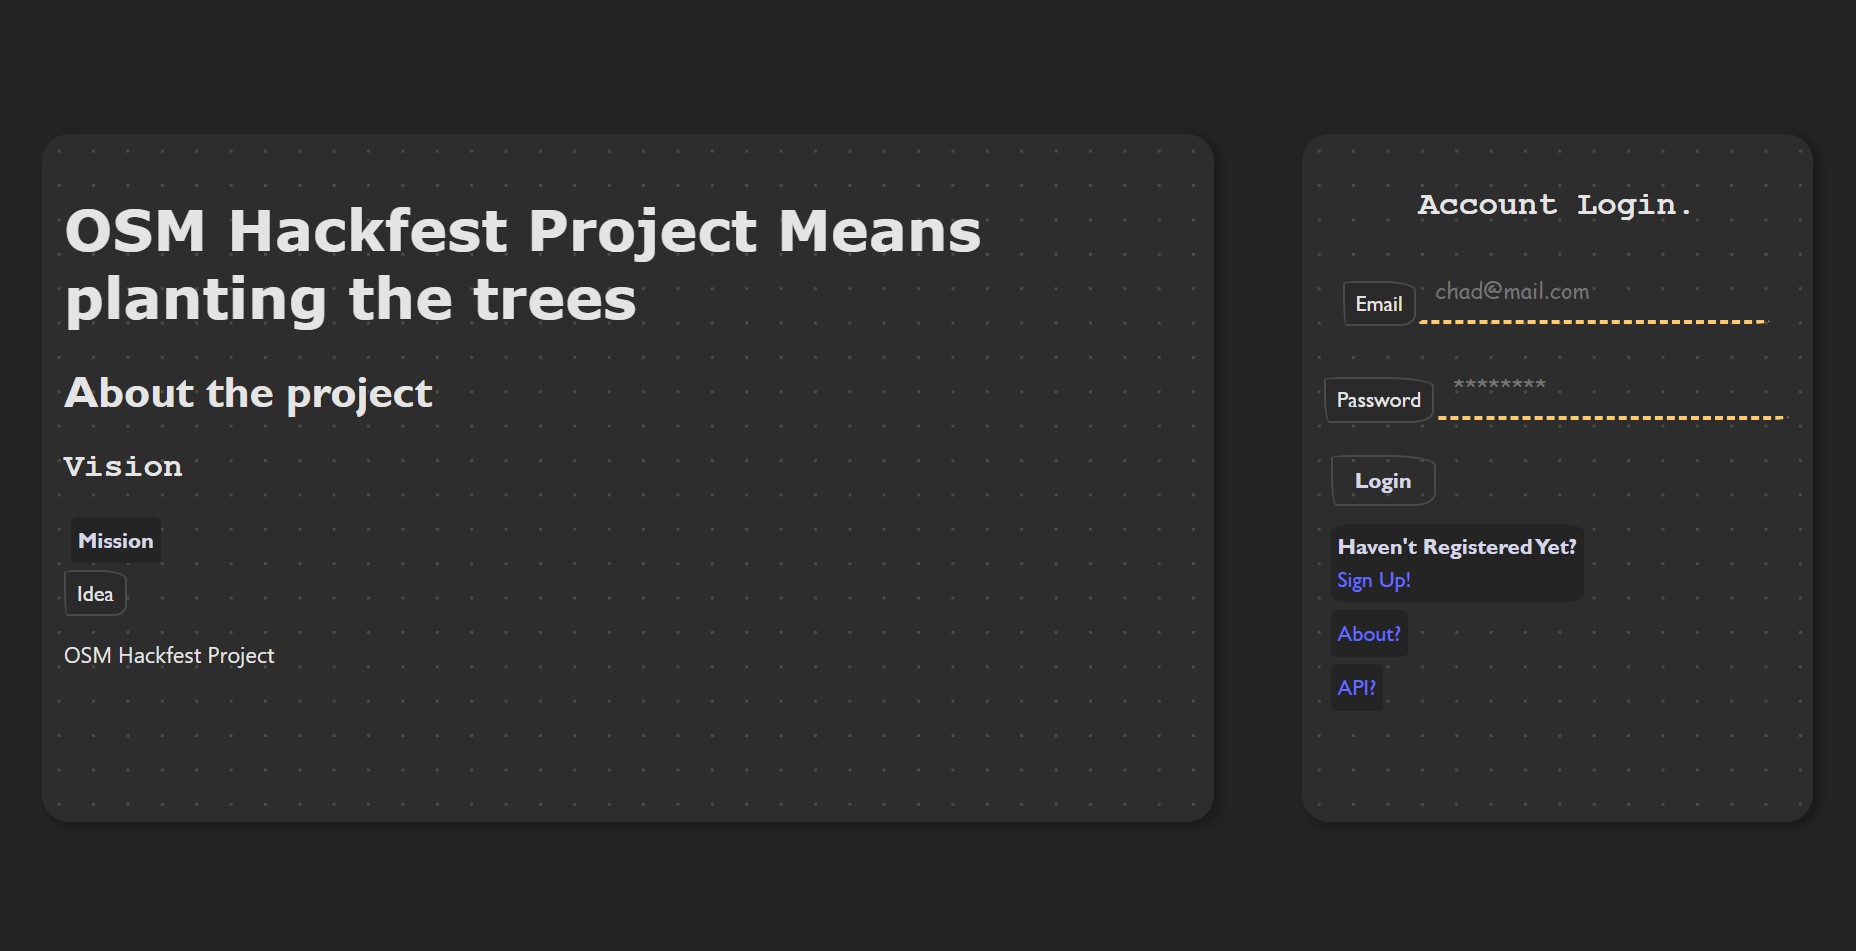 OSM Hackfest Project Means
planting the trees
About the project
Vision
Mission
Idea
OSM Hackfest Project
Account Login.
Email
chad@mail.com
Password
********
Login
Haven't Registered Yet?
Sign Up!
About?
API?